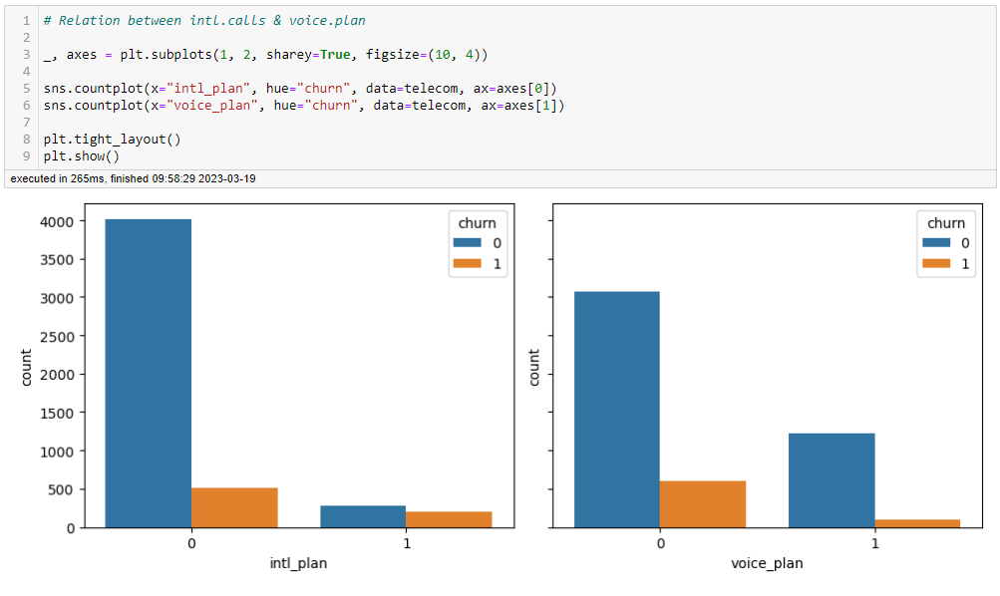 1 # Relation between intl.calls & voice.plan
2
3 _, axes = plt.subplots(1, 2, sharey=True, figsize=(10, 4))
4
5 sns.countplot(x="intl_plan", hue="churn", data=telecom, ax=axes[0])
6 sns.countplot(x="voice_plan", hue="churn", data=telecom, ax=axes[1])
7
8 plt.tight_layout()
9 plt.show()
executed in 265ms, finished 09:58:29 2023-03-19
4000
3500
3000
2500
2000
1500
1000
500
0
count
churn
0
1
0 1
intl_plan
count
churn
0
1
0 1
voice_plan